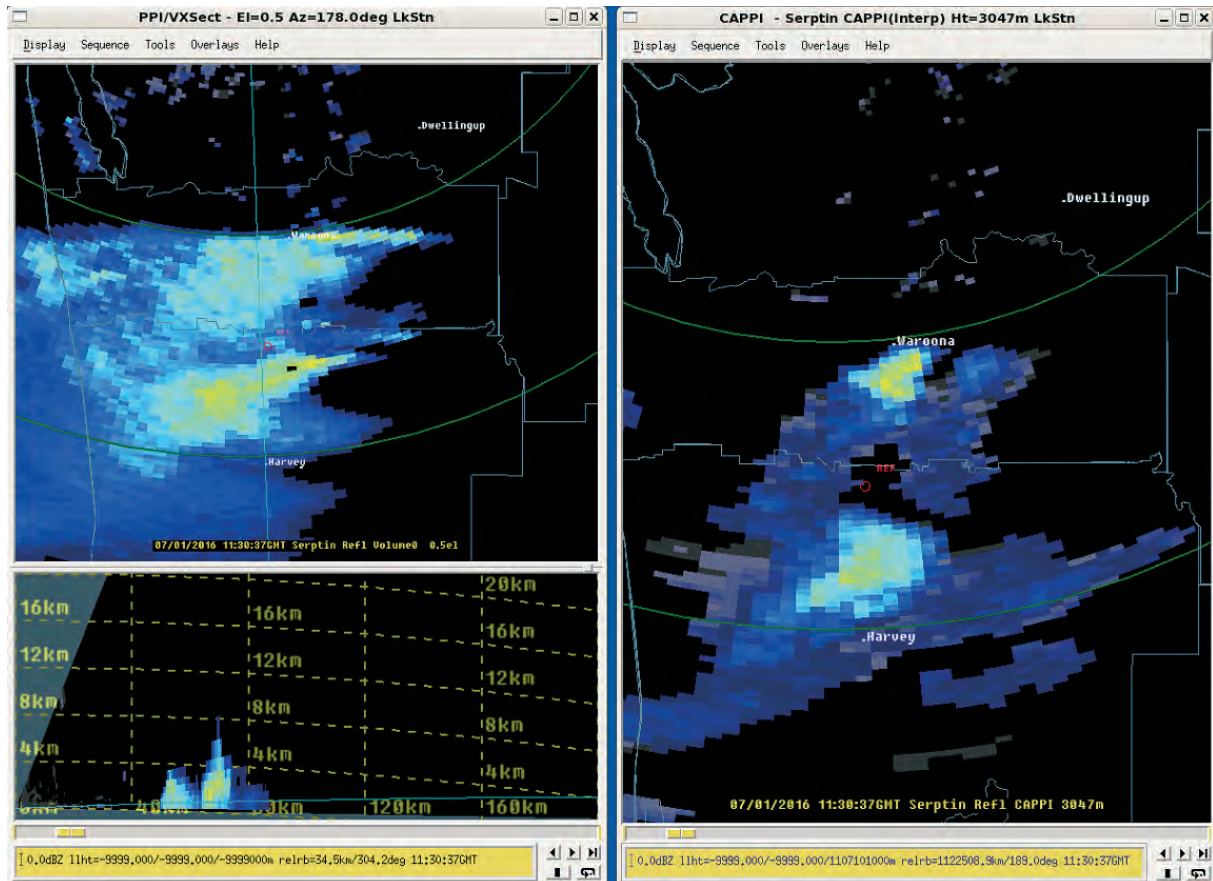 PPI/VXSect - El=0.5 Az=178.0deg LkStn
Display Sequence Tools Overlays Help
.Dwellingup
.Waroona
REF
.Harvey
07/01/2016 11:30:37GMT Serptin Refl Volume0 0.5el
20km
16km 16km 16km
12km 12km 12km
8km 8km 8km
4km 4km 4km
120km 160km
0.0dBZ llht=-9999.000/-9999.000/-9999000m relrb=34.5km/304.2deg 11:30:37GMT
CAPPI - Serptin CAPPI(Interp) Ht=3047m LkStn
Display Sequence Tools Overlays Help
.Dwellingup
.Waroona
REF
.Harvey
07/01/2016 11:30:37GMT Serptin Refl CAPPI 3047m
0.0dBZ llht=-9999.000/-9999.000/1107101000m relrb=1122508.9km/189.0deg 11:30:37GMT